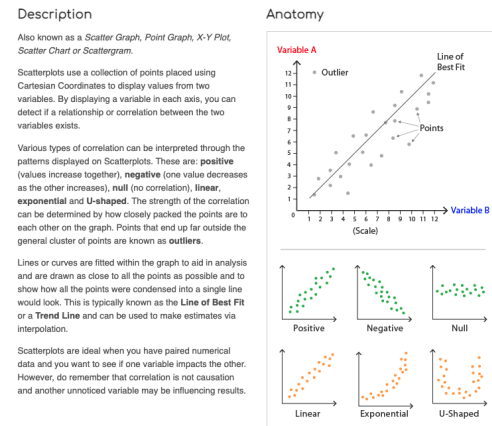 Description
Also known as a Scatter Graph, Point Graph, X-Y Plot,
Scatter Chart or Scattergram.
Scatterplots use a collection of points placed using
Cartesian Coordinates to display values from two
variables. By displaying a variable in each axis, you can
detect if a relationship or correlation between the two
variables exists.
Various types of correlation can be interpreted through the
patterns displayed on Scatterplots. These are: positive
(values increase together), negative (one value decreases
as the other increases), null (no correlation), linear,
exponential and U-shaped. The strength of the correlation
can be determined by how closely packed the points are to
each other on the graph. Points that end up far outside the
general cluster of points are known as outliers.
Lines or curves are fitted within the graph to aid in analysis
and are drawn as close to all the points as possible and to
show how all the points were condensed into a single line
would look. This is typically known as the Line of Best Fit
or a Trend Line and can be used to make estimates via
interpolation.
Scatterplots are ideal when you have paired numerical
data and you want to see if one variable impacts the other.
However, do remember that correlation is not causation
and another unnoticed variable may be influencing results.
Anatomy
Variable A
Line of
Best Fit
Outlier
Points
12
11
10
9
8
7
6
5
4
3
2
1
0
1 2 3 4 5 6 7 8 9 10 11 12
Variable B
(Scale)
Positive
Negative
Null
Linear
Exponential
U-Shaped